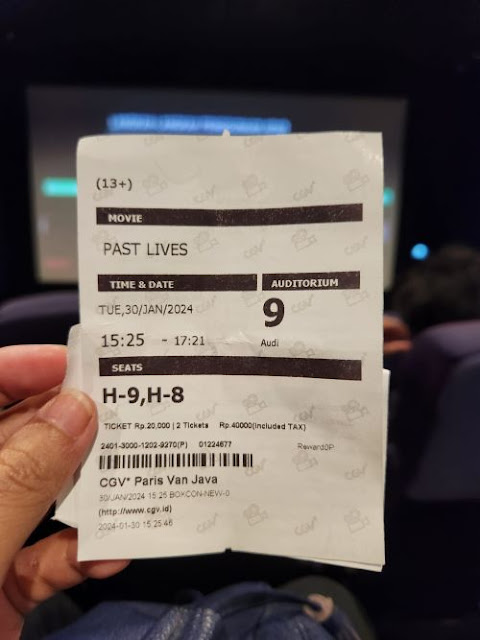 (13+)
MOVIE
PAST LIVES
TIME & DATE
AUDITORIUM
TUE,30/JAN/2024
9
15:25 ~ 17:21
Audi
SEATS
H-9,H-8
TICKET Rp.20,000 | 2 Tickets Rp.40000(included TAX)
2401-3000-1202-9270(P) 01224677
RewardDP
CGV* Paris Van Java
30/JAN/2024 15:25 BOXCON-NEW-0
(http://www.cgv.id)
2024-01-30 15:25:46